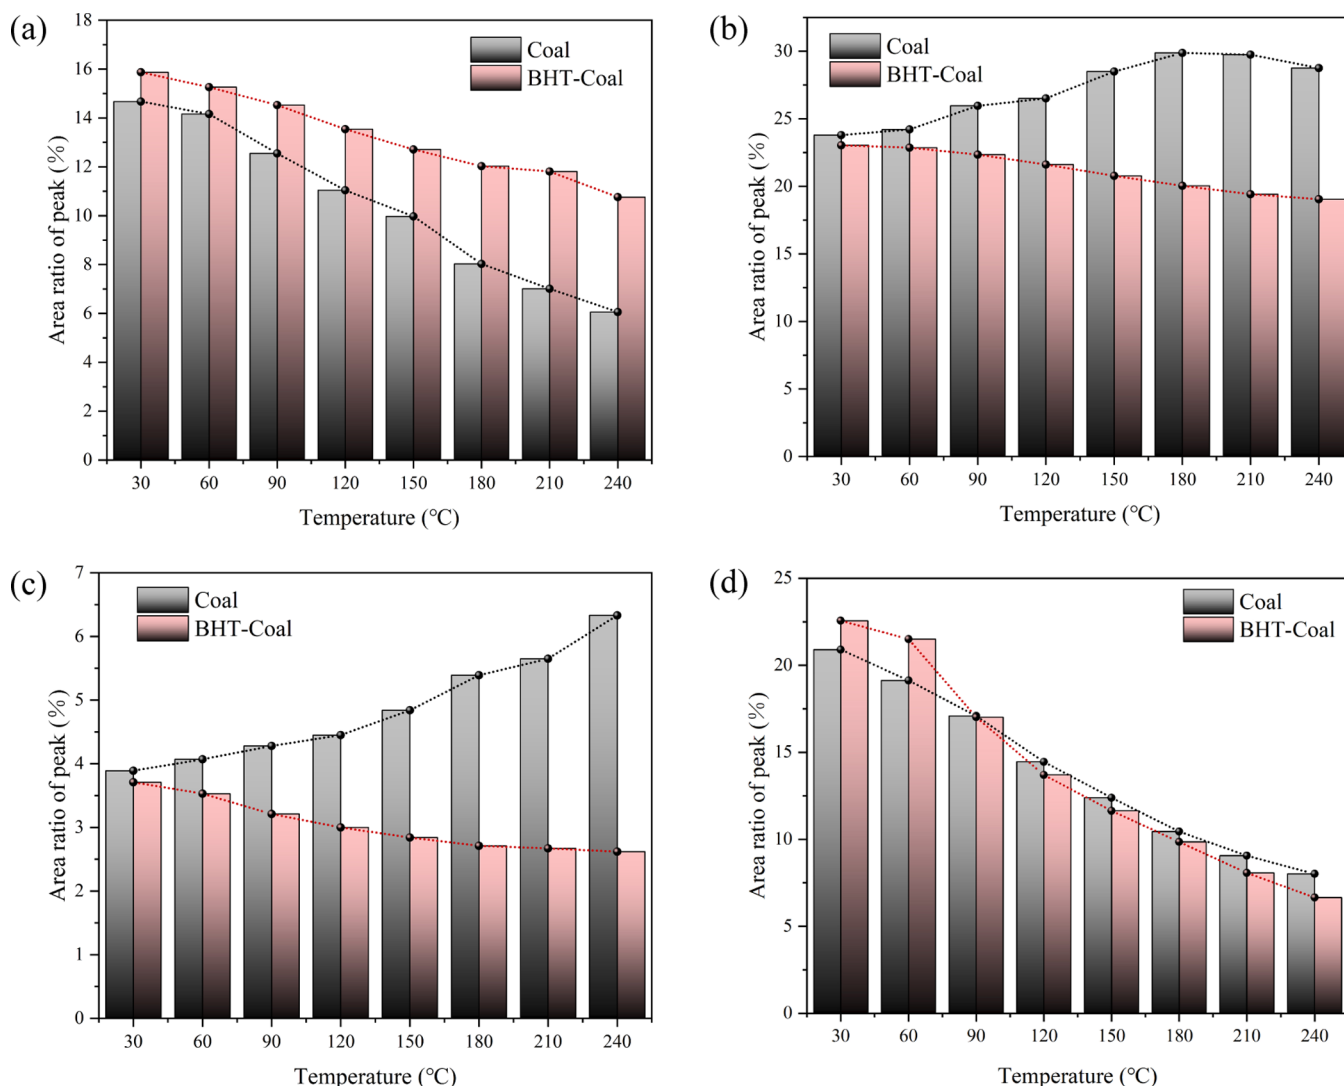 (a)
18
16
14
12
10
8
6
4
2
0
Area ratio of peak (%)
Coal
BHT-Coal
30 60 90 120 150 180 210 240
Temperature (℃)
(b)
30
25
20
15
10
5
0
Area ratio of peak (%)
Coal
BHT-Coal
30 60 90 120 150 180 210 240
Temperature (℃)
(c)
7
6
5
4
3
2
1
0
Area ratio of peak (%)
Coal
BHT-Coal
30 60 90 120 150 180 210 240
Temperature (℃)
(d)
25
20
15
10
5
0
Area ratio of peak (%)
Coal
BHT-Coal
30 60 90 120 150 180 210 240
Temperature (℃)